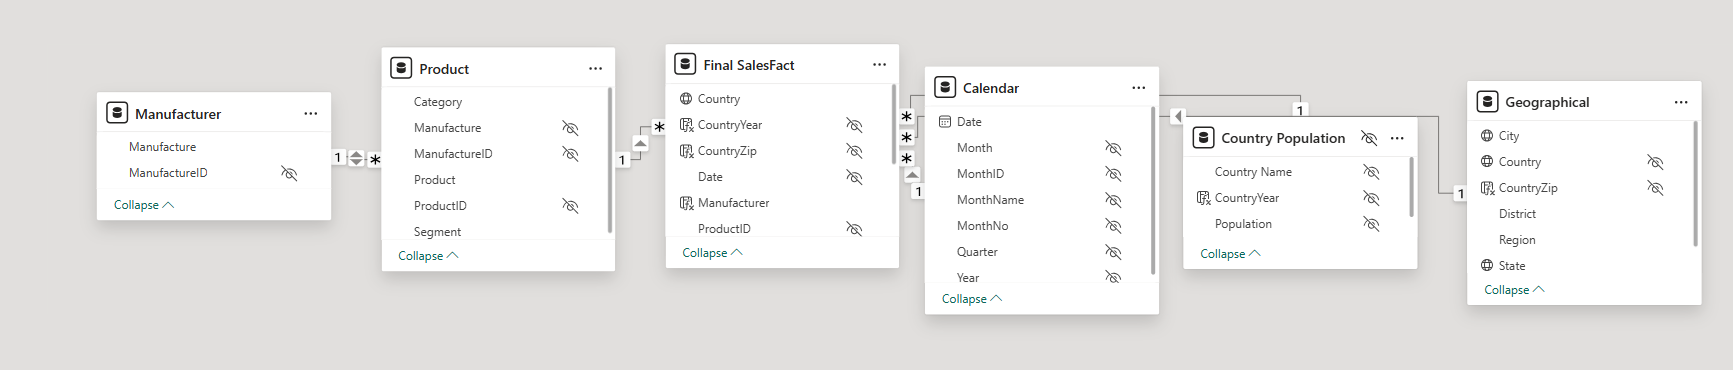 Manufacturer
Manufacture
ManufactureID
Collapse
1
*
Product
Category
Manufacture
ManufactureID
Product
ProductID
Segment
Collapse
1
*
Final SalesFact
Country
CountryYear
CountryZip
Date
Manufacturer
ProductID
Collapse
*
*
*
1
Calendar
Date
Month
MonthID
MonthName
MonthNo
Quarter
Year
Collapse
1
Country Population
Country Name
CountryYear
Population
Collapse
1
Geographical
City
Country
CountryZip
District
Region
State
Collapse